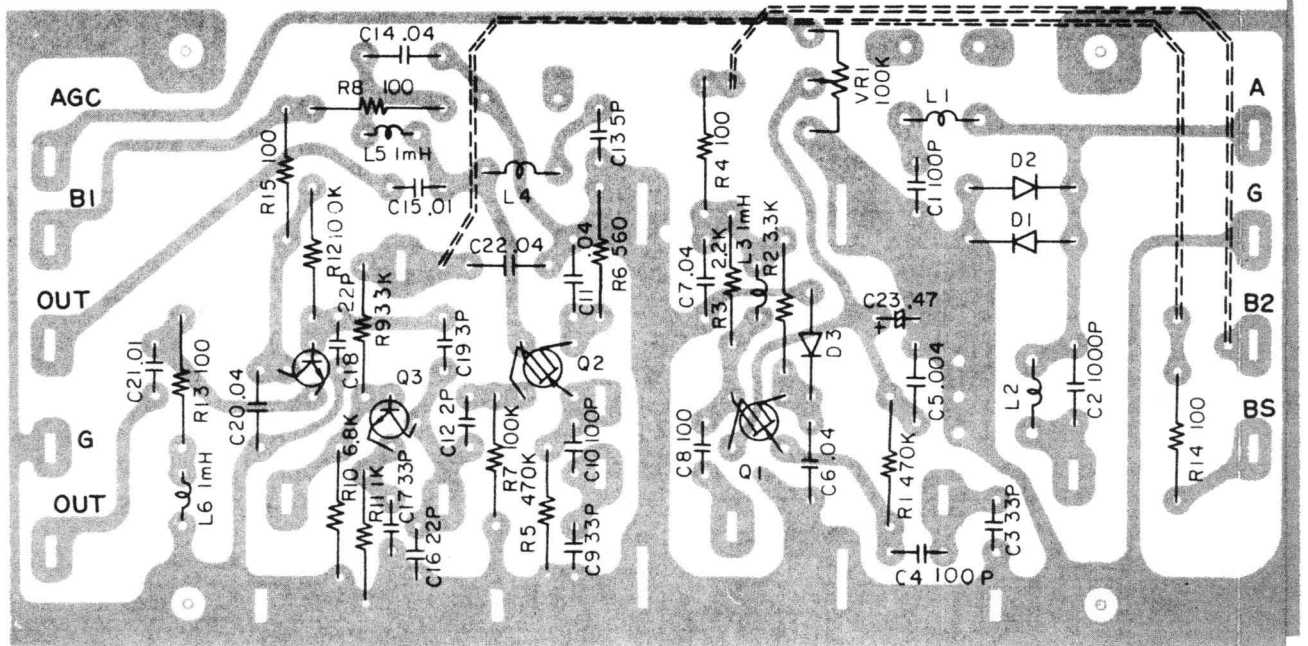 C14 .04
R8 100
AGC
A
VR1 100K
L1
C13 5P
R4 100
L5 1mH
R15 100
L4
C1 100P
D2
G
C15 .01
B1
R12 100K
D1
C22 .04
C11 .04
R6 560
C7 .04
R3 2.2K
L3 1mH
R2 3.3K
OUT
C18 22P
R9 33K
C23 .47
+
B2
C21 .01
R13 100
C19 3P
Q2
D3
C5 .004
L2
C2 1000P
C20 .04
Q3
BS
G
R10 6.8K
C12 2P
R7 100K
C10 100P
C8 100
Q1
C6 .04
R1 470K
R14 100
L6 1mH
R11 1K
C17 33P
R5 470K
OUT
C16 22P
C9 33P
C3 33P
C4 100P